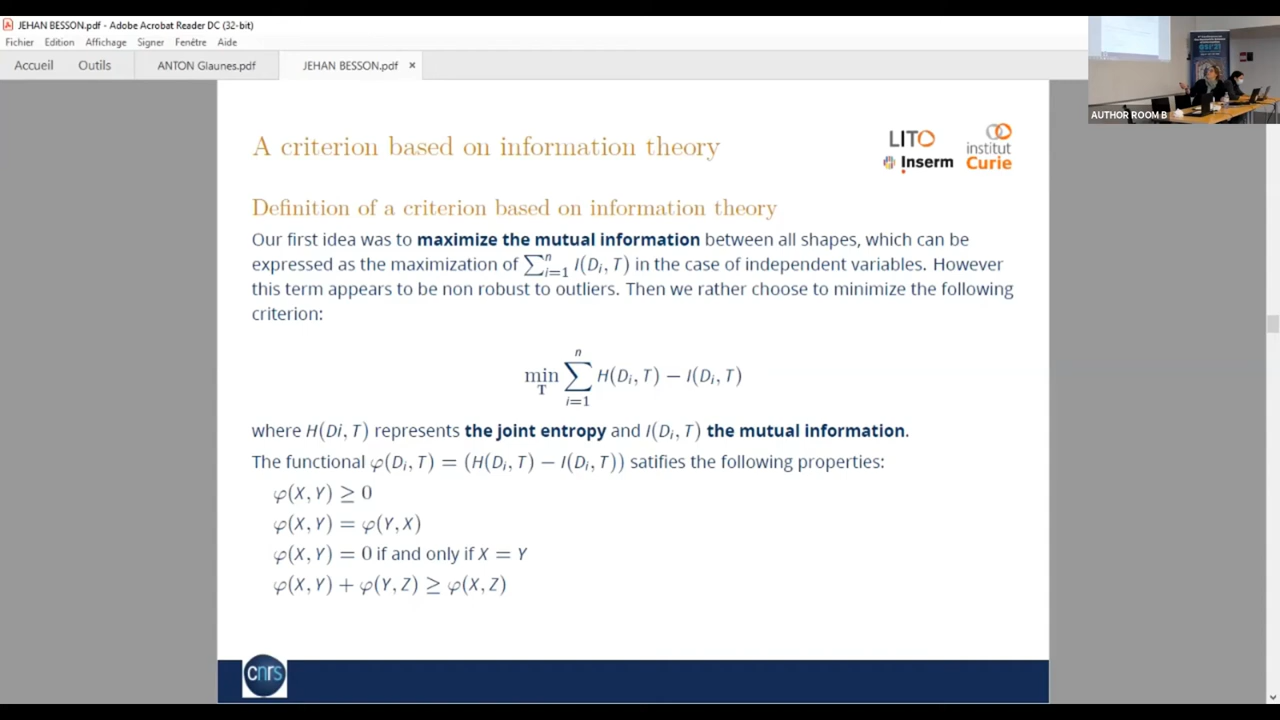 JEHAN BESSON.pdf - Adobe Acrobat Reader DC (32-bit)
Fichier Edition Affichage Signer Fenêtre Aide
Accueil Outils ANTON Glaunes.pdf JEHAN BESSON.pdf ×
GSI'21
AUTHOR ROOM B
A criterion based on information theory
LITO
Inserm
institut
Curie
Definition of a criterion based on information theory
Our first idea was to maximize the mutual information between all shapes, which can be
expressed as the maximization of ∑ⁿᵢ₌₁ I(Dᵢ, T) in the case of independent variables. However
this term appears to be non robust to outliers. Then we rather choose to minimize the following
criterion:
min_T ∑ⁿᵢ₌₁ H(Dᵢ, T) − I(Dᵢ, T)
where H(Di, T) represents the joint entropy and I(Dᵢ, T) the mutual information.
The functional φ(Dᵢ, T) = (H(Dᵢ, T) − I(Dᵢ, T)) satifies the following properties:
φ(X, Y) ≥ 0
φ(X, Y) = φ(Y, X)
φ(X, Y) = 0 if and only if X = Y
φ(X, Y) + φ(Y, Z) ≥ φ(X, Z)
cnrs